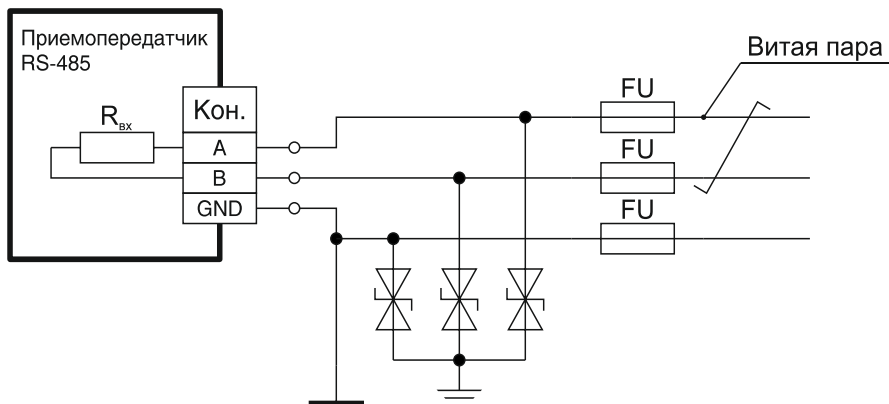 Приемопередатчик
RS-485
Витая пара
FU
Кон.
Rвх
A
FU
B
GND
FU